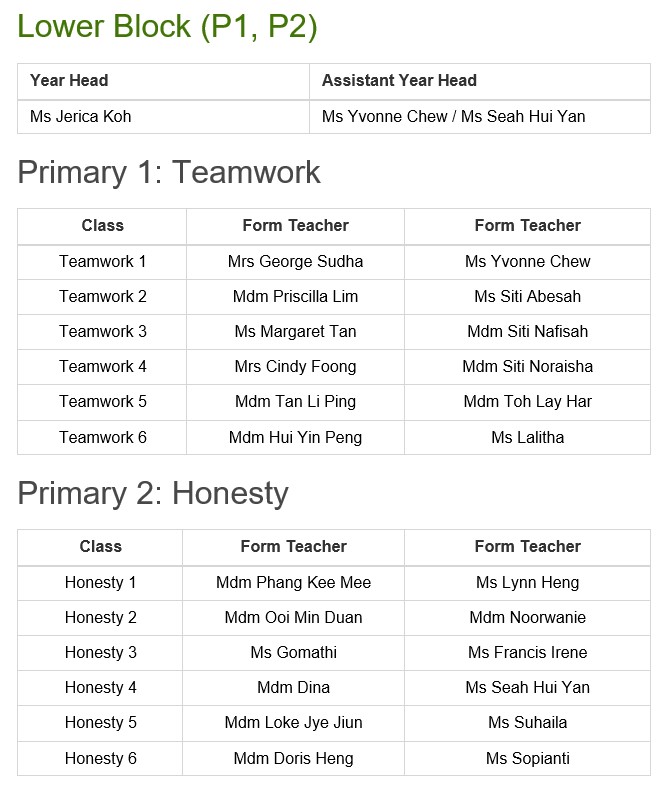 Lower Block (P1, P2)
Year Head Assistant Year Head
Ms Jerica Koh Ms Yvonne Chew / Ms Seah Hui Yan
Primary 1: Teamwork
Class Form Teacher Form Teacher
Teamwork 1 Mrs George Sudha Ms Yvonne Chew
Teamwork 2 Mdm Priscilla Lim Ms Siti Abesah
Teamwork 3 Ms Margaret Tan Mdm Siti Nafisah
Teamwork 4 Mrs Cindy Foong Mdm Siti Noraisha
Teamwork 5 Mdm Tan Li Ping Mdm Toh Lay Har
Teamwork 6 Mdm Hui Yin Peng Ms Lalitha
Primary 2: Honesty
Class Form Teacher Form Teacher
Honesty 1 Mdm Phang Kee Mee Ms Lynn Heng
Honesty 2 Mdm Ooi Min Duan Mdm Noorwanie
Honesty 3 Ms Gomathi Ms Francis Irene
Honesty 4 Mdm Dina Ms Seah Hui Yan
Honesty 5 Mdm Loke Jye Jiun Ms Suhaila
Honesty 6 Mdm Doris Heng Ms Sopianti